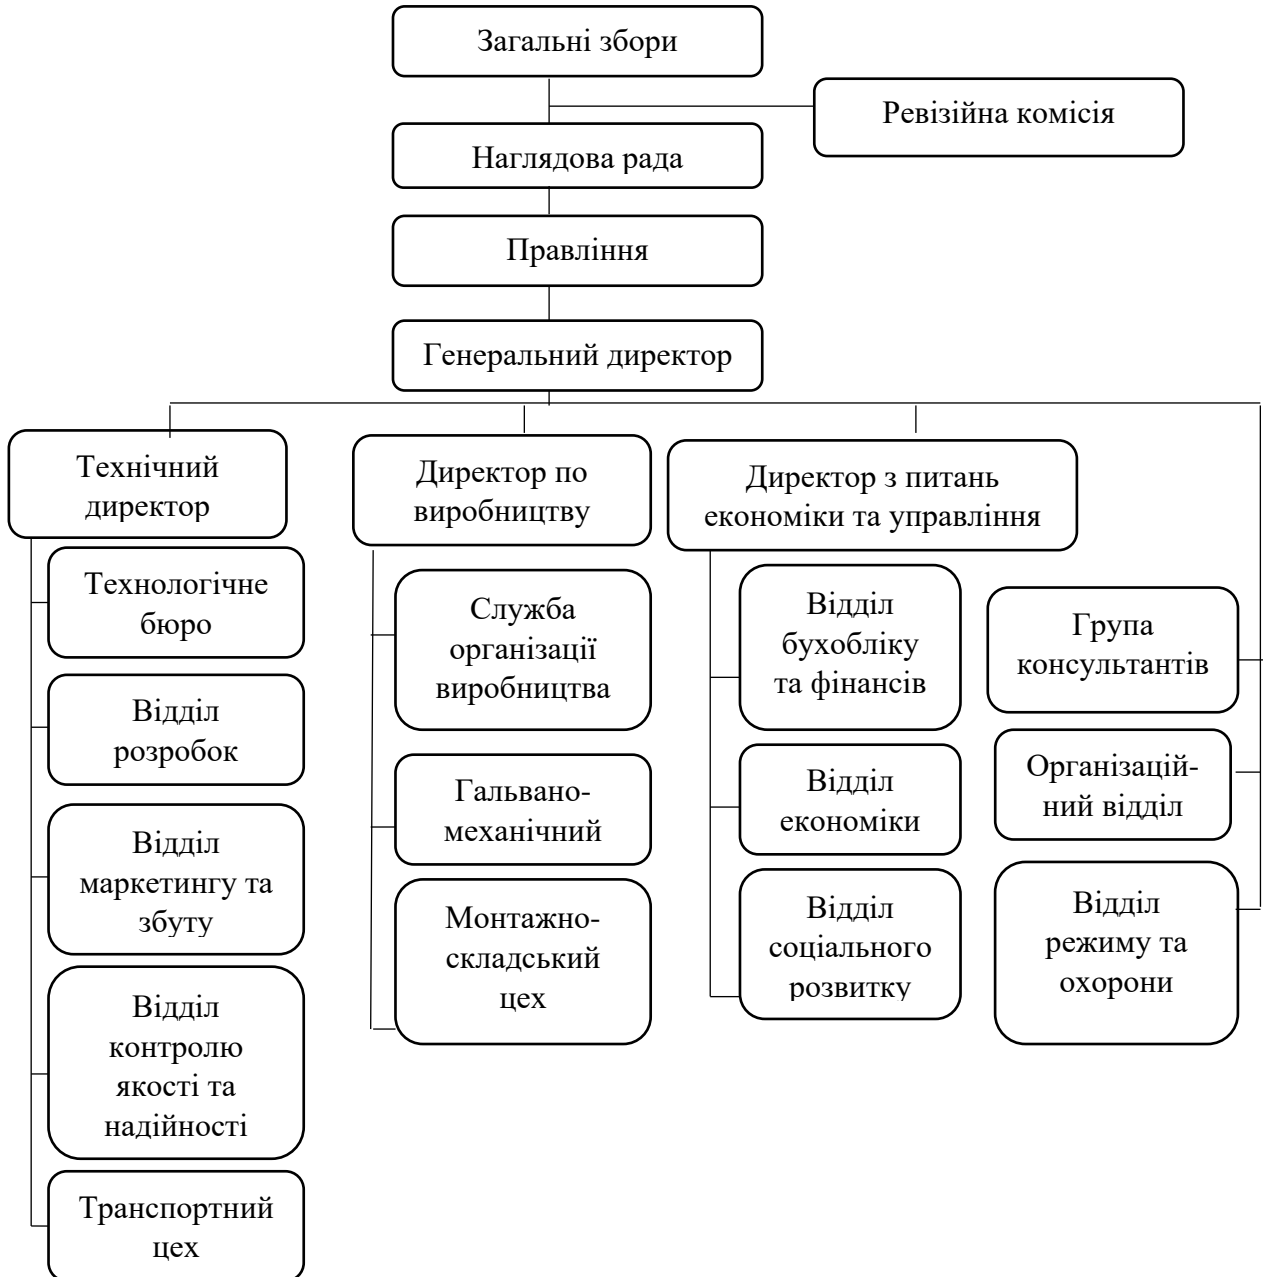 Загальні збори
Ревізійна комісія
Наглядова рада
Правління
Генеральний директор
Технічний
директор
Технологічне
бюро
Відділ
розробок
Відділ
маркетингу та
збуту
Відділ
контролю
якості та
надійності
Транспортний
цех
Директор по
виробництву
Служба
організації
виробництва
Гальвано-
механічний
Монтажно-
складський
цех
Директор з питань
економіки та управління
Відділ
бухобліку
та фінансів
Відділ
економіки
Відділ
соціального
розвитку
Група
консультантів
Організацій-
ний відділ
Відділ
режиму та
охорони